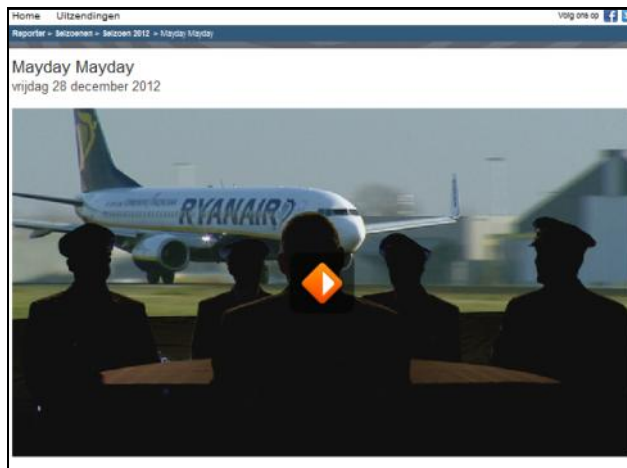 Home Uitzendingen Volg ons op
Reporter » Seizoenen » Seizoen 2012 » Mayday Mayday
Mayday Mayday
vrijdag 28 december 2012
RYANAIR